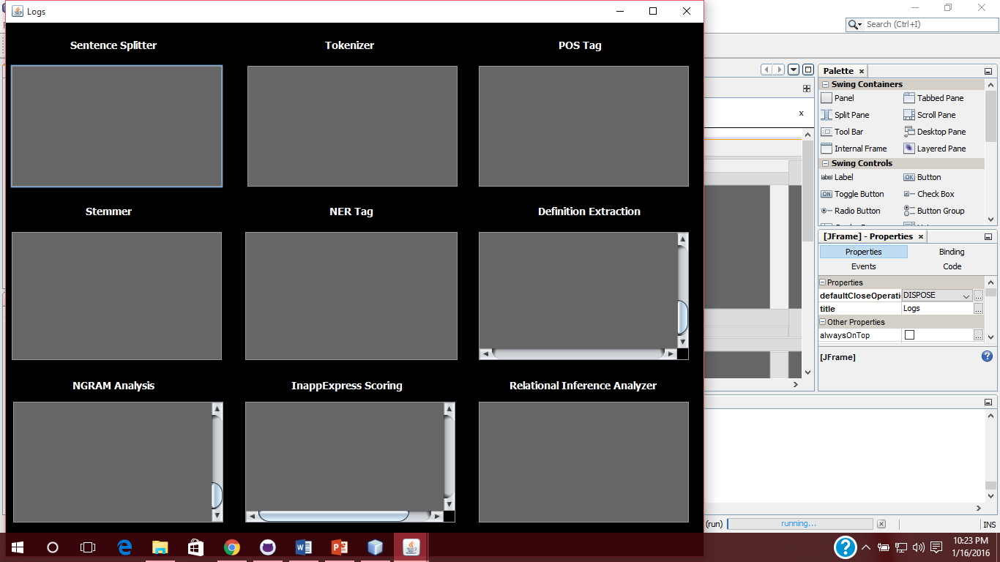 Logs
Search (Ctrl+I)
Sentence Splitter
Tokenizer
POS Tag
Stemmer
NER Tag
Definition Extraction
NGRAM Analysis
InappExpress Scoring
Relational Inference Analyzer
Palette x
Swing Containers
Panel
Tabbed Pane
Split Pane
Scroll Pane
Tool Bar
Desktop Pane
Internal Frame
Layered Pane
Swing Controls
label Label
OK Button
ON Toggle Button
Check Box
Radio Button
Button Group
x
[JFrame] - Properties x
Properties
Binding
Events
Code
Properties
defaultCloseOperati
DISPOSE
...
title
Logs
...
Other Properties
alwaysOnTop
...
[JFrame]
?
(run)
running...
INS
10:23 PM
1/16/2016